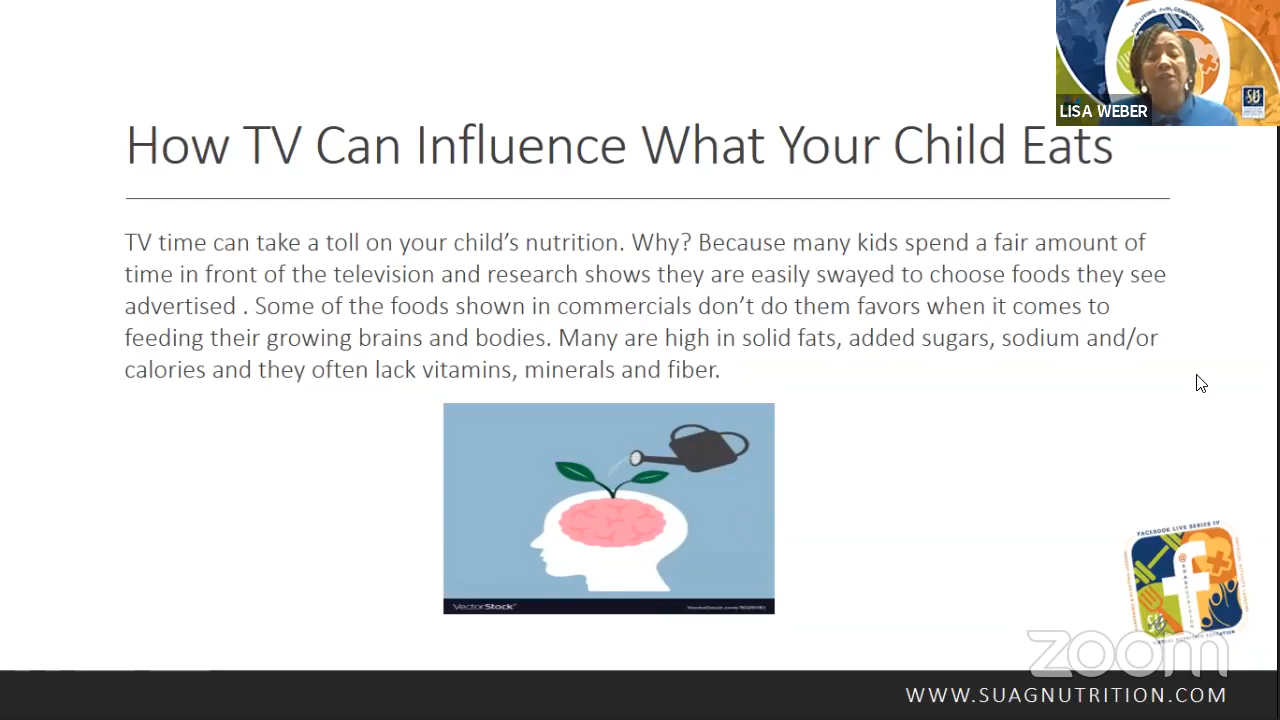 LISA WEBER
How TV Can Influence What Your Child Eats
TV time can take a toll on your child’s nutrition. Why? Because many kids spend a fair amount of
time in front of the television and research shows they are easily swayed to choose foods they see
advertised . Some of the foods shown in commercials don’t do them favors when it comes to
feeding their growing brains and bodies. Many are high in solid fats, added sugars, sodium and/or
calories and they often lack vitamins, minerals and fiber.
VectorStock
FACEBOOK LIVE SERIES IV
zoom
WWW.SUAGNUTRITION.COM